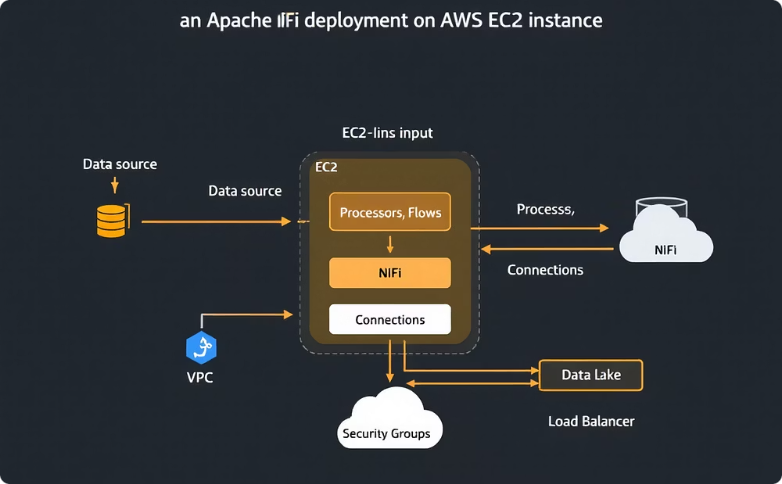 an Apache IIFi deployment on AWS EC2 instance
EC2-lins input
Data source
EC2
Data source
Processors, Flows
Processs,
NIFi
NIFi
Connections
Connections
VPC
Data Lake
Load Balancer
Security Groups